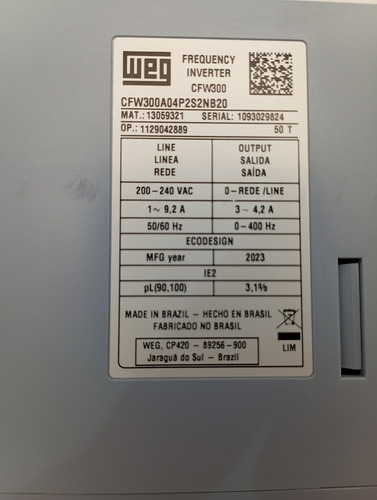 WEG
FREQUENCY
INVERTER
CFW300
CFW300A04P2S2NB20
MAT.: 13059321 SERIAL: 1093029824
OP.: 1129042889 50 T
LINE OUTPUT
LINEA SALIDA
REDE SAÍDA
200-240 VAC 0-REDE/LINE
1~ 9,2 A 3~ 4,2 A
50/60 Hz 0-400 Hz
ECODESIGN
MFG year 2023
IE2
pL(90,100) 3,1%
MADE IN BRAZIL - HECHO EN BRASIL
FABRICADO NO BRASIL
LIM
WEG, CP420 - 89256-900
Jaraguá do Sul - Brazil